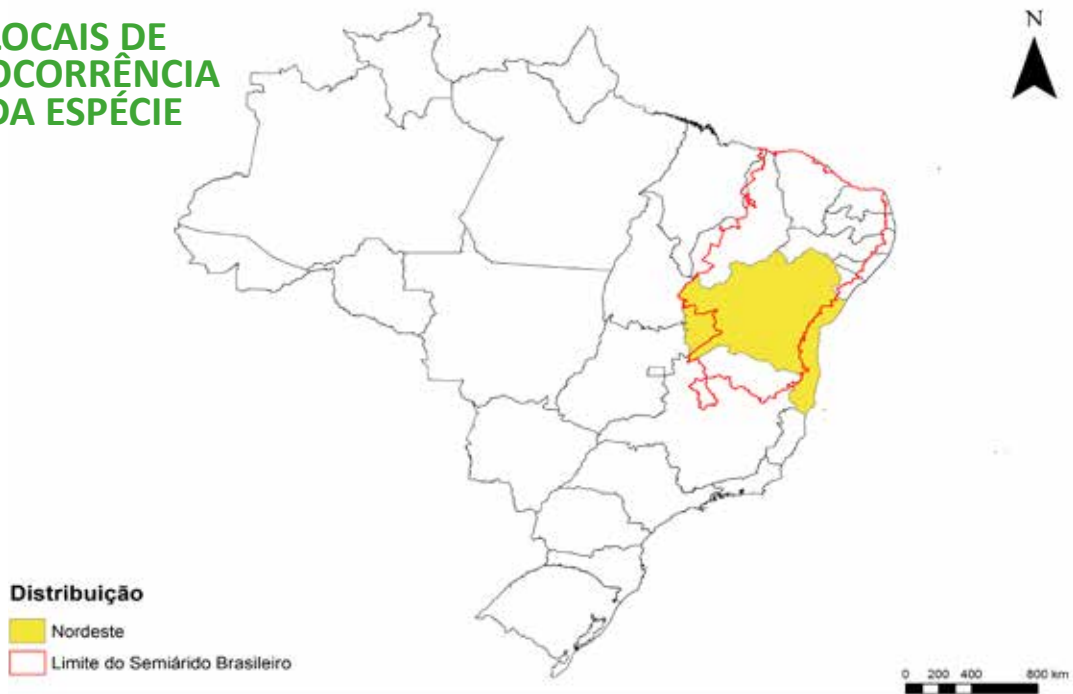 LOCAIS DE
OCORRÊNCIA
DA ESPÉCIE
N
Distribuição
Nordeste
Limite do Semiárido Brasileiro
0 200 400 800 km